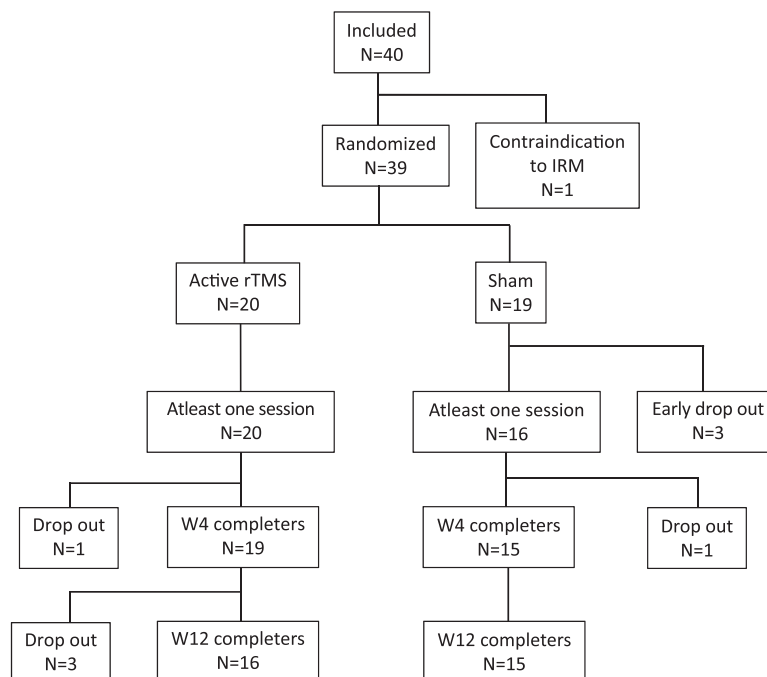 Included
N=40
Randomized
N=39
Contraindication
to IRM
N=1
Active rTMS
N=20
Sham
N=19
Atleast one session
N=20
Atleast one session
N=16
Early drop out
N=3
Drop out
N=1
W4 completers
N=19
W4 completers
N=15
Drop out
N=1
Drop out
N=3
W12 completers
N=16
W12 completers
N=15